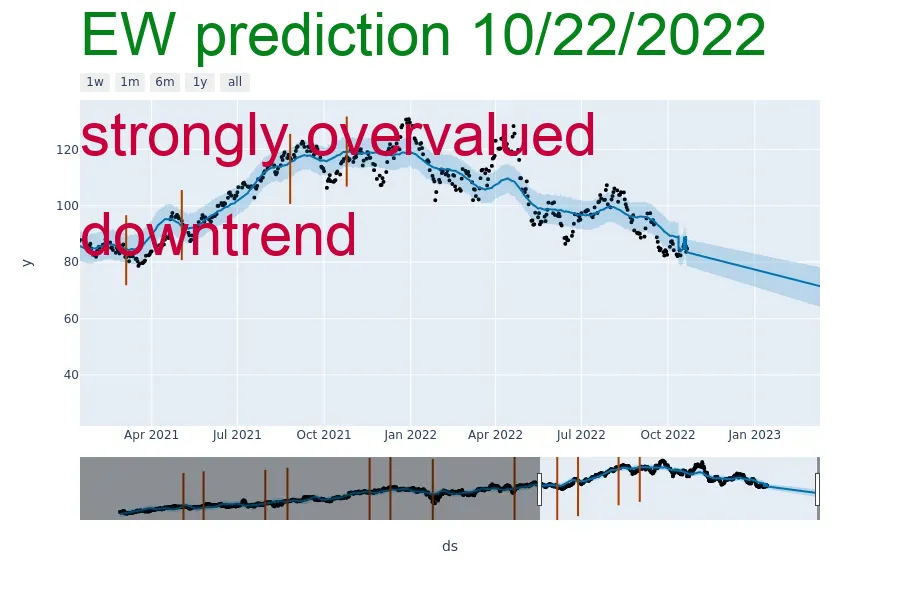 EW prediction 10/22/2022
1w 1m 6m 1y all
strongly overvalued
120
100
downtrend
y
80
60
40
Apr 2021 Jul 2021 Oct 2021 Jan 2022 Apr 2022 Jul 2022 Oct 2022 Jan 2023
ds